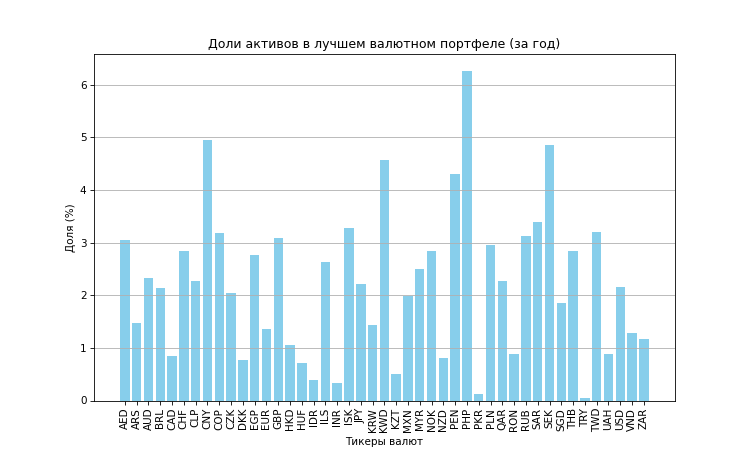 Доли активов в лучшем валютном портфеле (за год)
Доля (%)
6
5
4
3
2
1
0
AED ARS AUD BRL CAD CHF CLP CNY COP CZK DKK EGP EUR GBP HKD HUF IDR ILS INR ISK JPY KRW KWD KZT MXN MYR NOK NZD PEN PHP PKR PLN QAR RON RUB SAR SEK SGD THB TRY TWD UAH USD VND ZAR
Тикеры валют